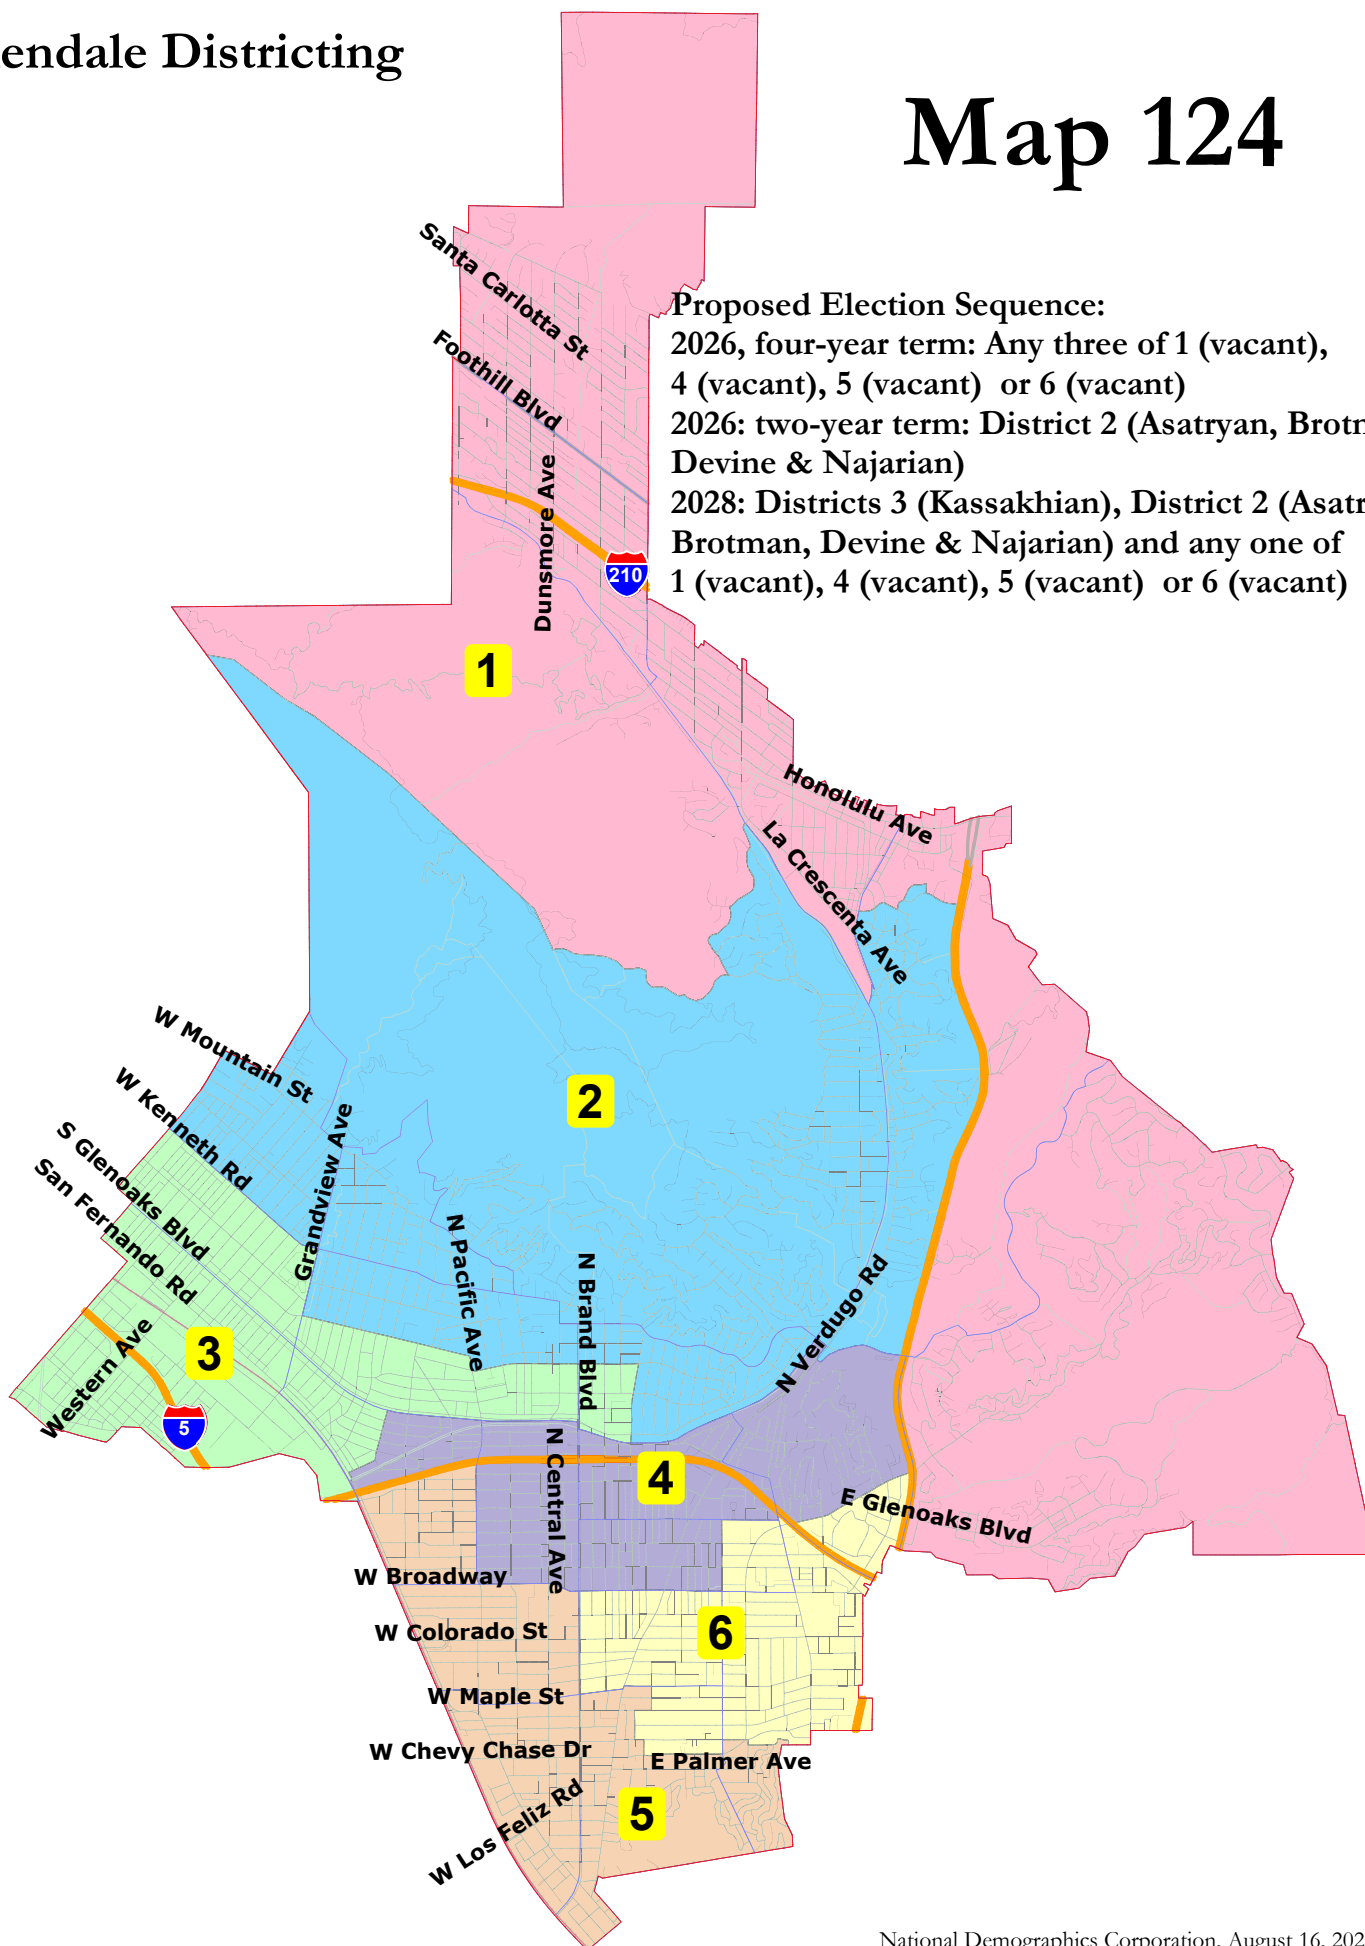 endale Districting
Map 124
Proposed Election Sequence:
2026, four-year term: Any three of 1 (vacant),
4 (vacant), 5 (vacant) or 6 (vacant)
2026: two-year term: District 2 (Asatryan,
Devine & Najarian)
2028: Districts 3 (Kassakhian), District 2
Brotman, Devine & Najarian) and any one of
1 (vacant), 4 (vacant), 5 (vacant) or 6 (vacant)
Santa Carlotta St
Foothill Blvd
Dunsmore Ave
210
1
Honolulu Ave
La Crescenta Ave
W Mountain St
W Kenneth Rd
S Glenoaks Blvd
San Fernando Rd
Grandview Ave
2
N Pacific Ave
N Brand Blvd
N Verdugo Rd
Western Ave
3
5
N Central Ave
4
E Glenoaks Blvd
W Broadway
W Colorado St
6
W Maple St
W Chevy Chase Dr
E Palmer Ave
W Los Feliz Rd
5
National Demographics Corporation, August 16,